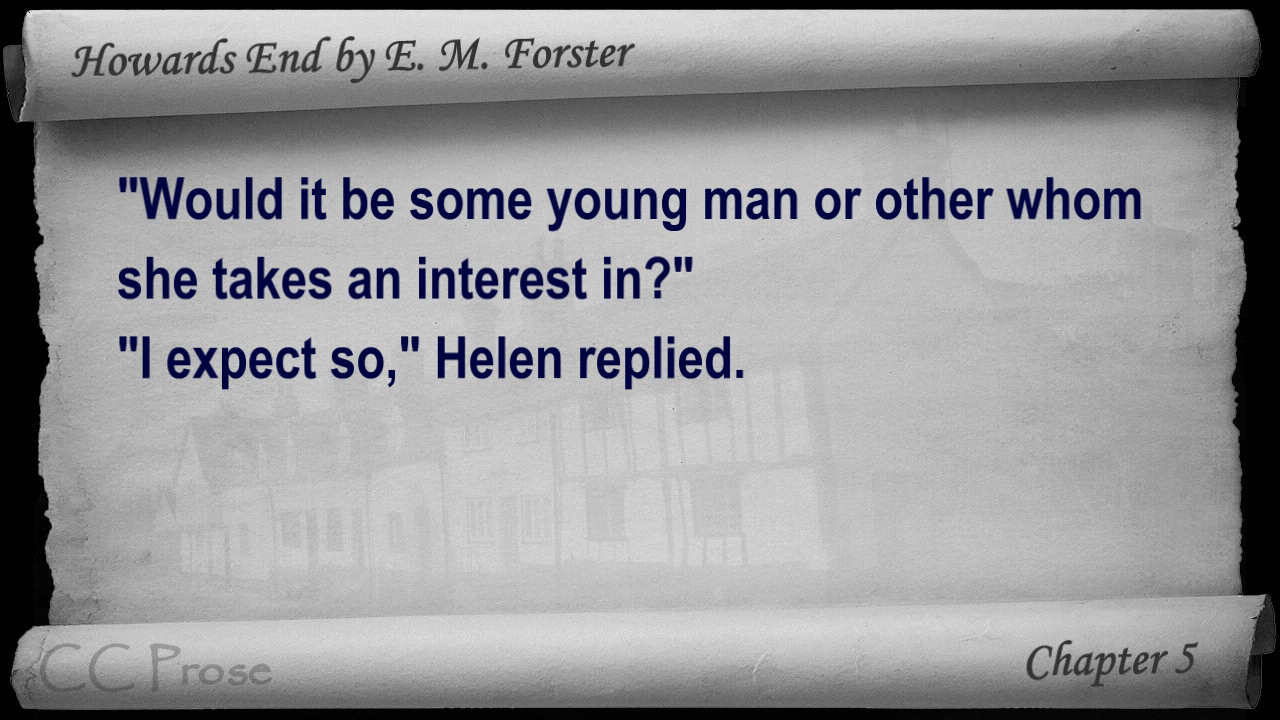 Howards End by E. M. Forster
"Would it be some young man or other whom
she takes an interest in?"
"I expect so," Helen replied.
CC Prose
Chapter 5